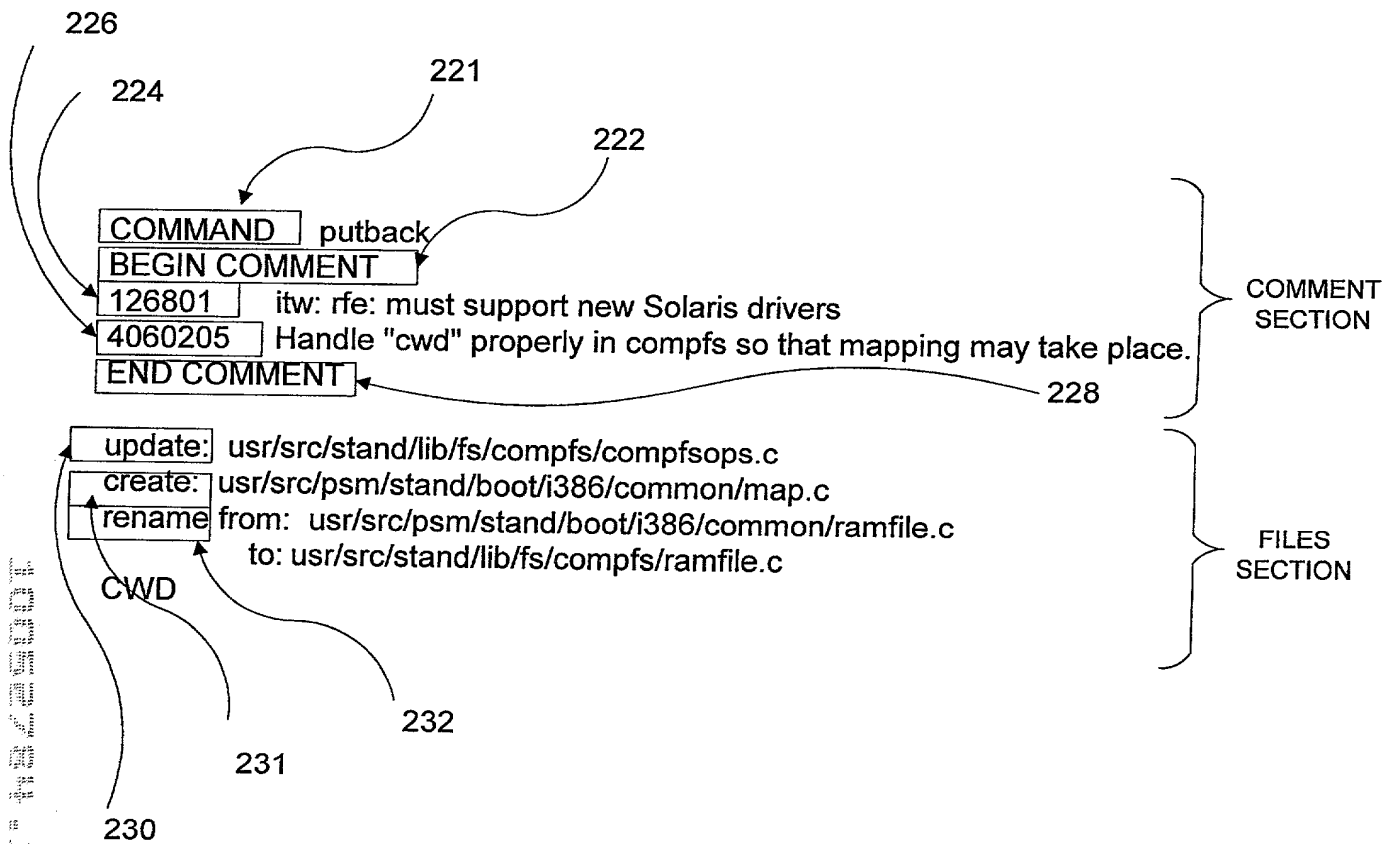 226
224
221
222
COMMAND putback
BEGIN COMMENT
126801 itw: rfe: must support new Solaris drivers
4060205 Handle "cwd" properly in compfs so that mapping may take place.
END COMMENT
228
COMMENT
SECTION
update: usr/src/stand/lib/fs/compfs/compfsops.c
create: usr/src/psm/stand/boot/i386/common/map.c
rename from: usr/src/psm/stand/boot/i386/common/ramfile.c
to: usr/src/stand/lib/fs/compfs/ramfile.c
CWD
FILES
SECTION
232
231
230